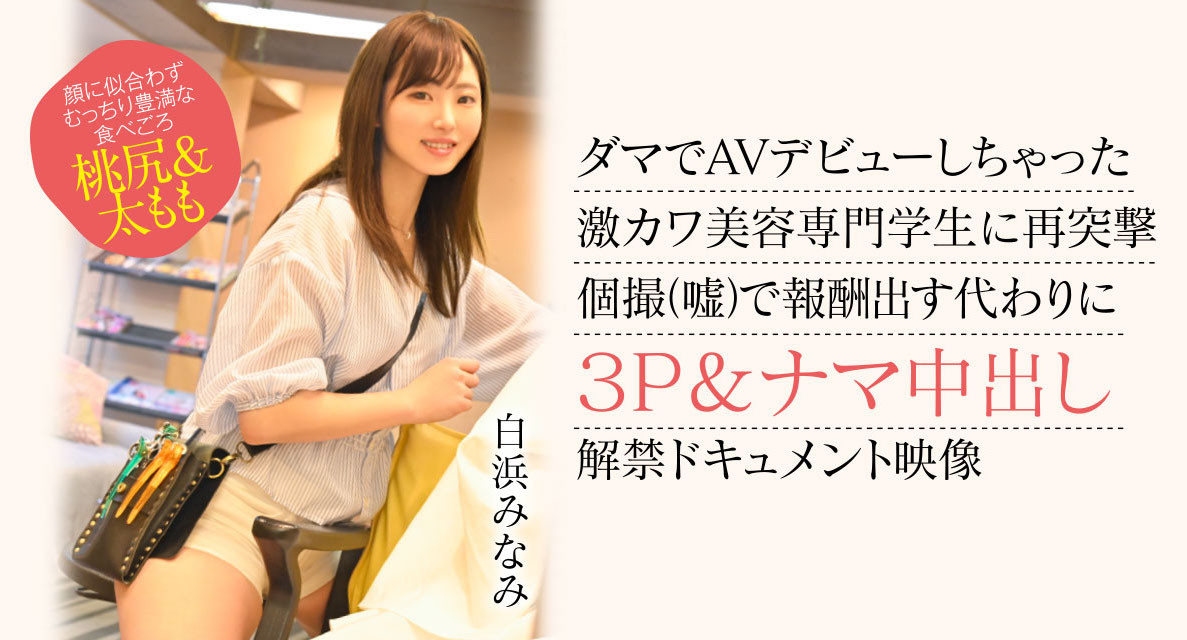 顔に似合わず
むっちり豊満な
食べごろ
桃尻&
太もも
ダマでAVデビューしちゃった
激カワ美容専門学生に再突撃
個撮(嘘)で報酬出す代わりに
3P&ナマ中出し
解禁ドキュメント映像
白浜みなみ